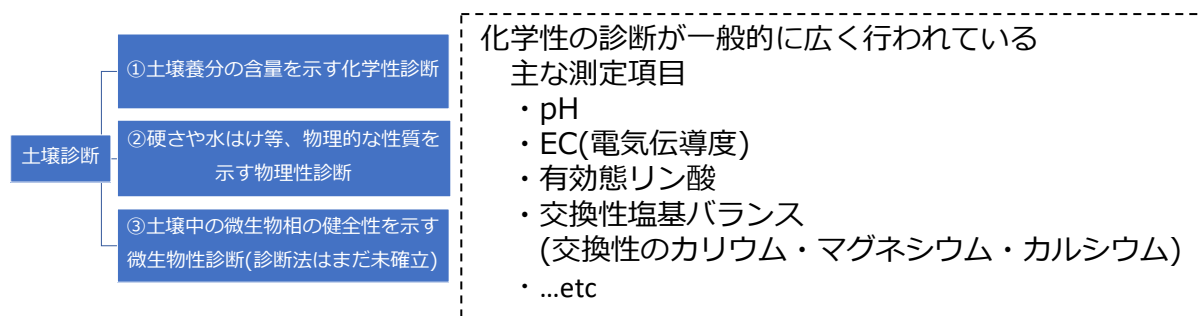 土壌診断
①土壌養分の含量を示す化学性診断
②硬さや水はけ等、物理的な性質を
示す物理性診断
③土壌中の微生物相の健全性を示す
微生物性診断(診断法はまだ未確立)
化学性の診断が一般的に広く行われている
主な測定項目
・pH
・EC(電気伝導度)
・有効態リン酸
・交換性塩基バランス
(交換性のカリウム・マグネシウム・カルシウム)
・...etc